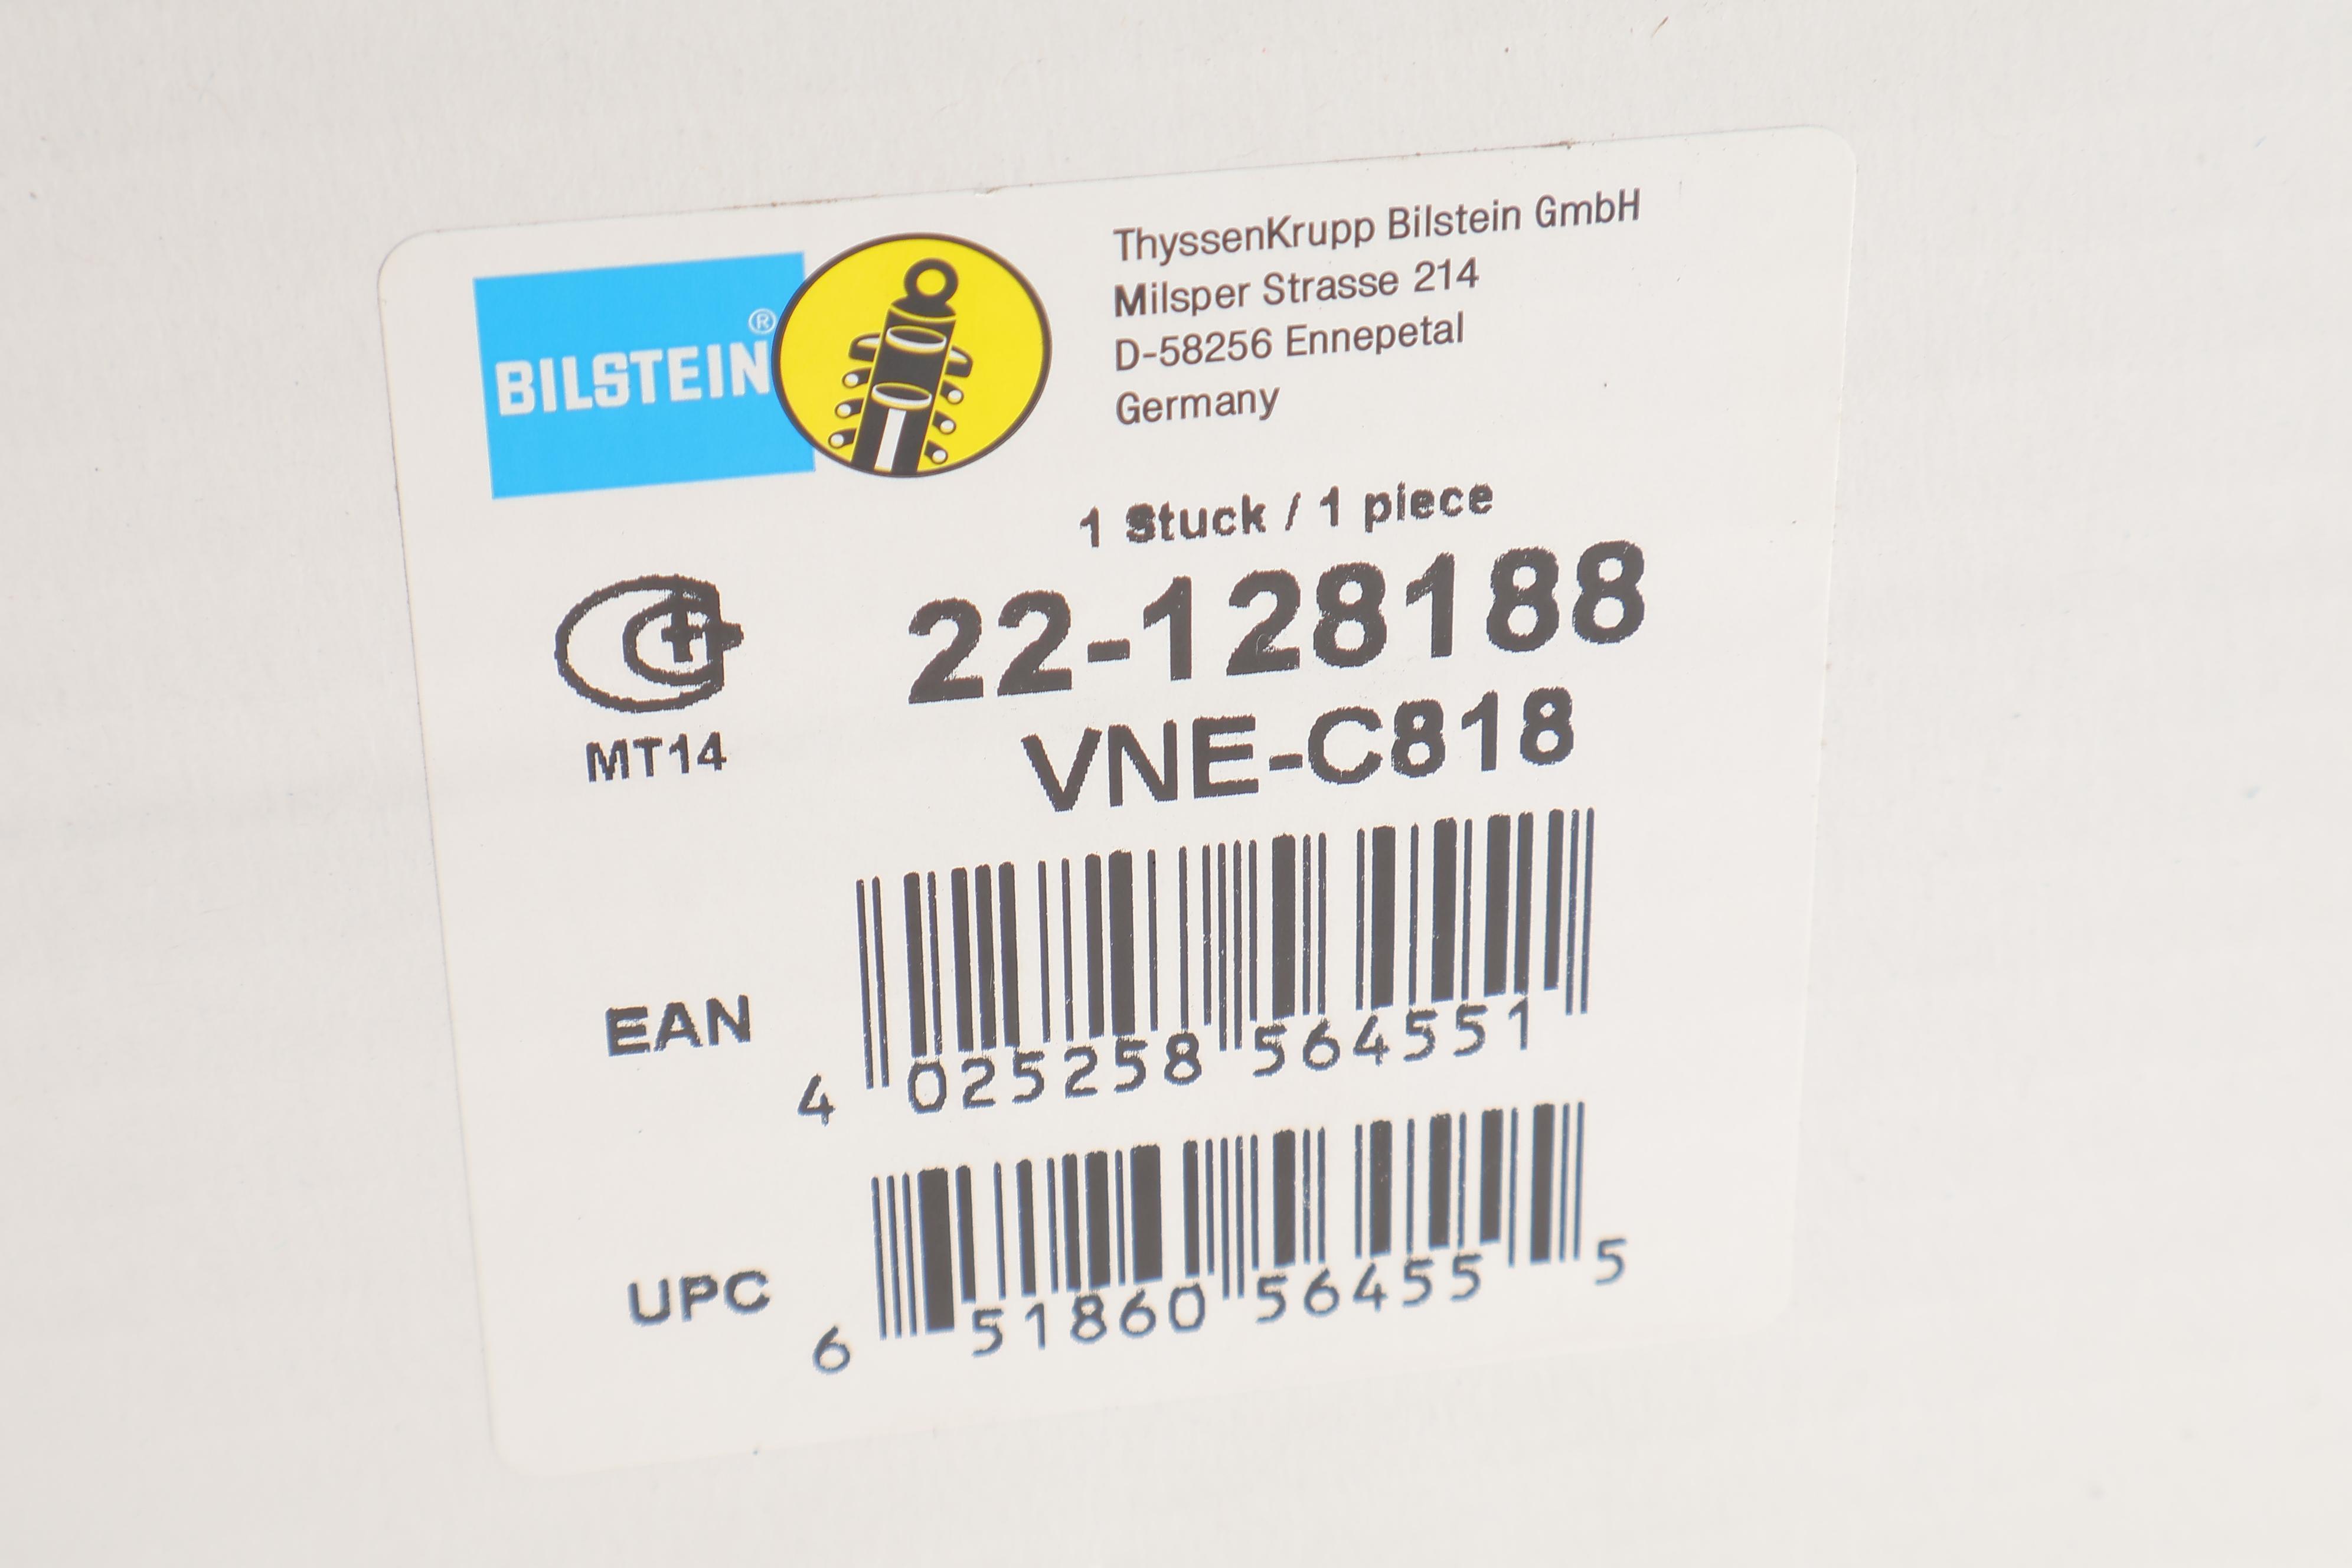 BILSTEIN®
ThyssenKrupp Bilstein GmbH
Milsper Strasse 214
D-58256 Ennepetal
Germany
1 Stuck / 1 piece
22-128188
VNE-C818
MT14
EAN
4 025258 564551
UPC
6 51860 56455 5